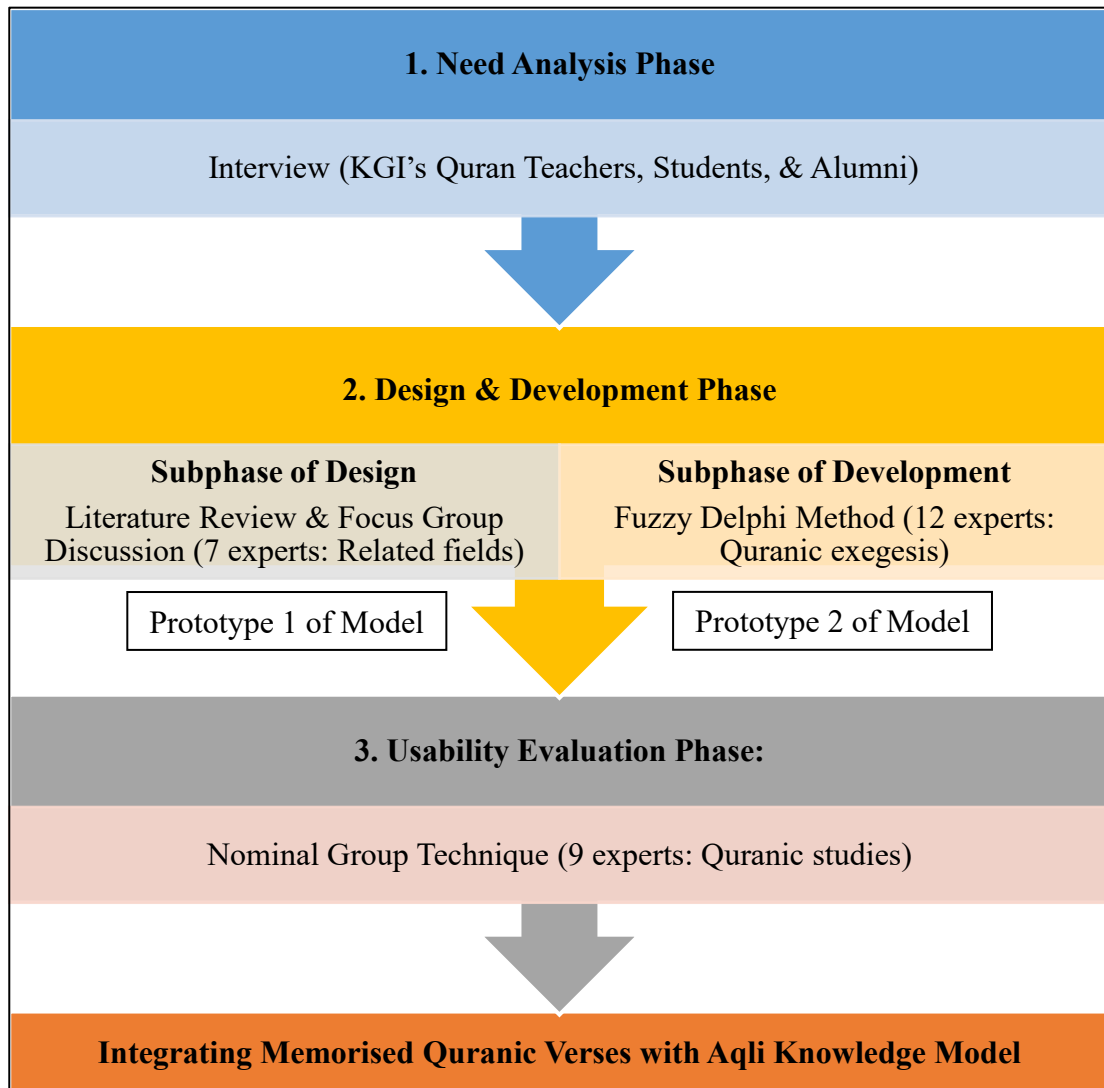 1. Need Analysis Phase
Interview (KGI’s Quran Teachers, Students, & Alumni)
2. Design & Development Phase
Subphase of Design
Literature Review & Focus Group
Discussion (7 experts: Related fields)
Subphase of Development
Fuzzy Delphi Method (12 experts:
Quranic exegesis)
Prototype 1 of Model
Prototype 2 of Model
3. Usability Evaluation Phase:
Nominal Group Technique (9 experts: Quranic studies)
Integrating Memorised Quranic Verses with Aqli Knowledge Model